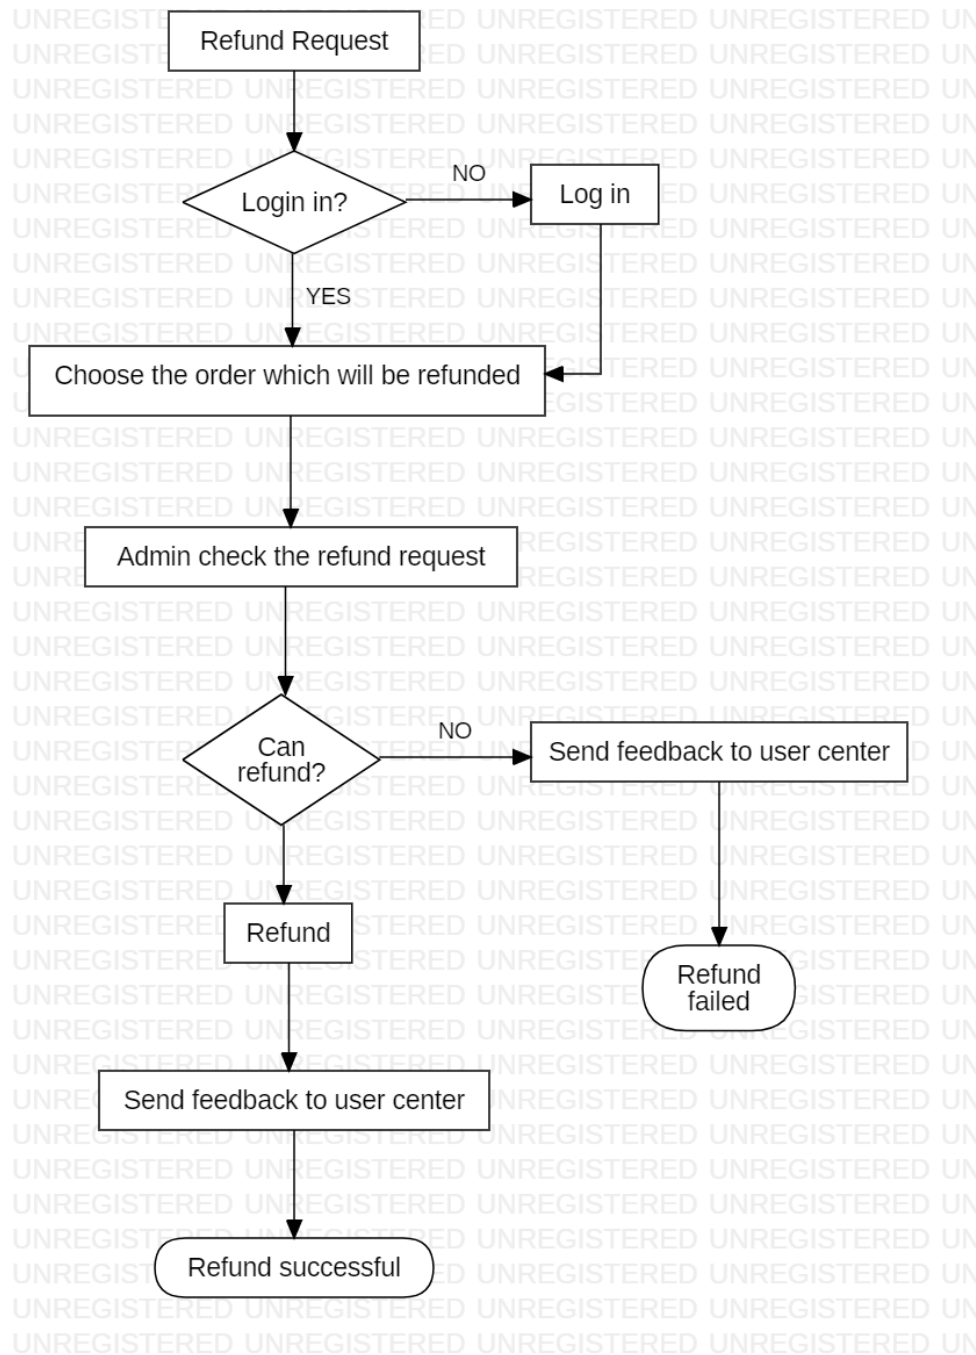 Refund Request
Login in?
NO
Log in
YES
Choose the order which will be refunded
Admin check the refund request
Can
refund?
NO
Send feedback to user center
Refund
Refund
failed
Send feedback to user center
Refund successful
UNREGISTERED